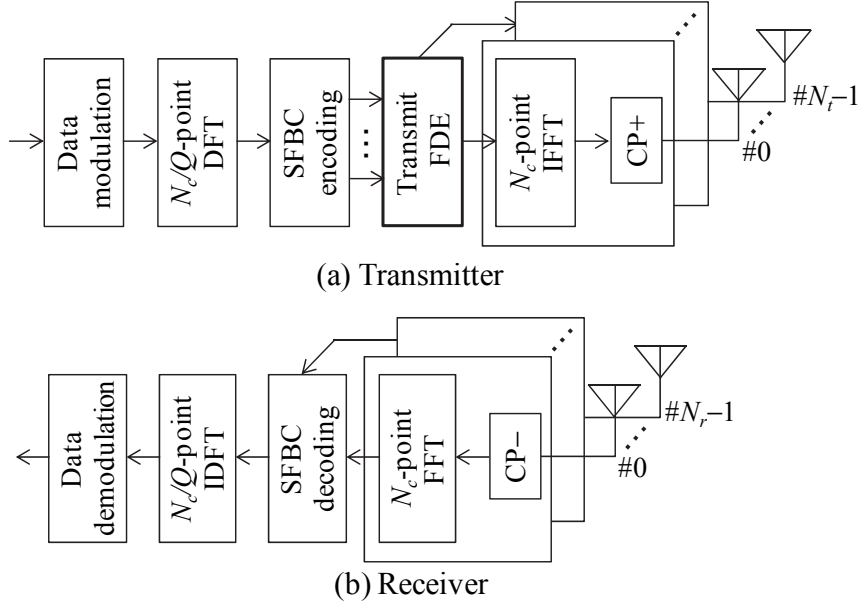 Data
modulation
N_c/Q-point
DFT
SFBC
encoding
...
Transmit
FDE
N_c-point
IFFT
CP+
#0
#N_t−1
(a) Transmitter
Data
demodulation
N_c/Q-point
IDFT
SFBC
decoding
N_c-point
FFT
CP−
#0
#N_r−1
(b) Receiver